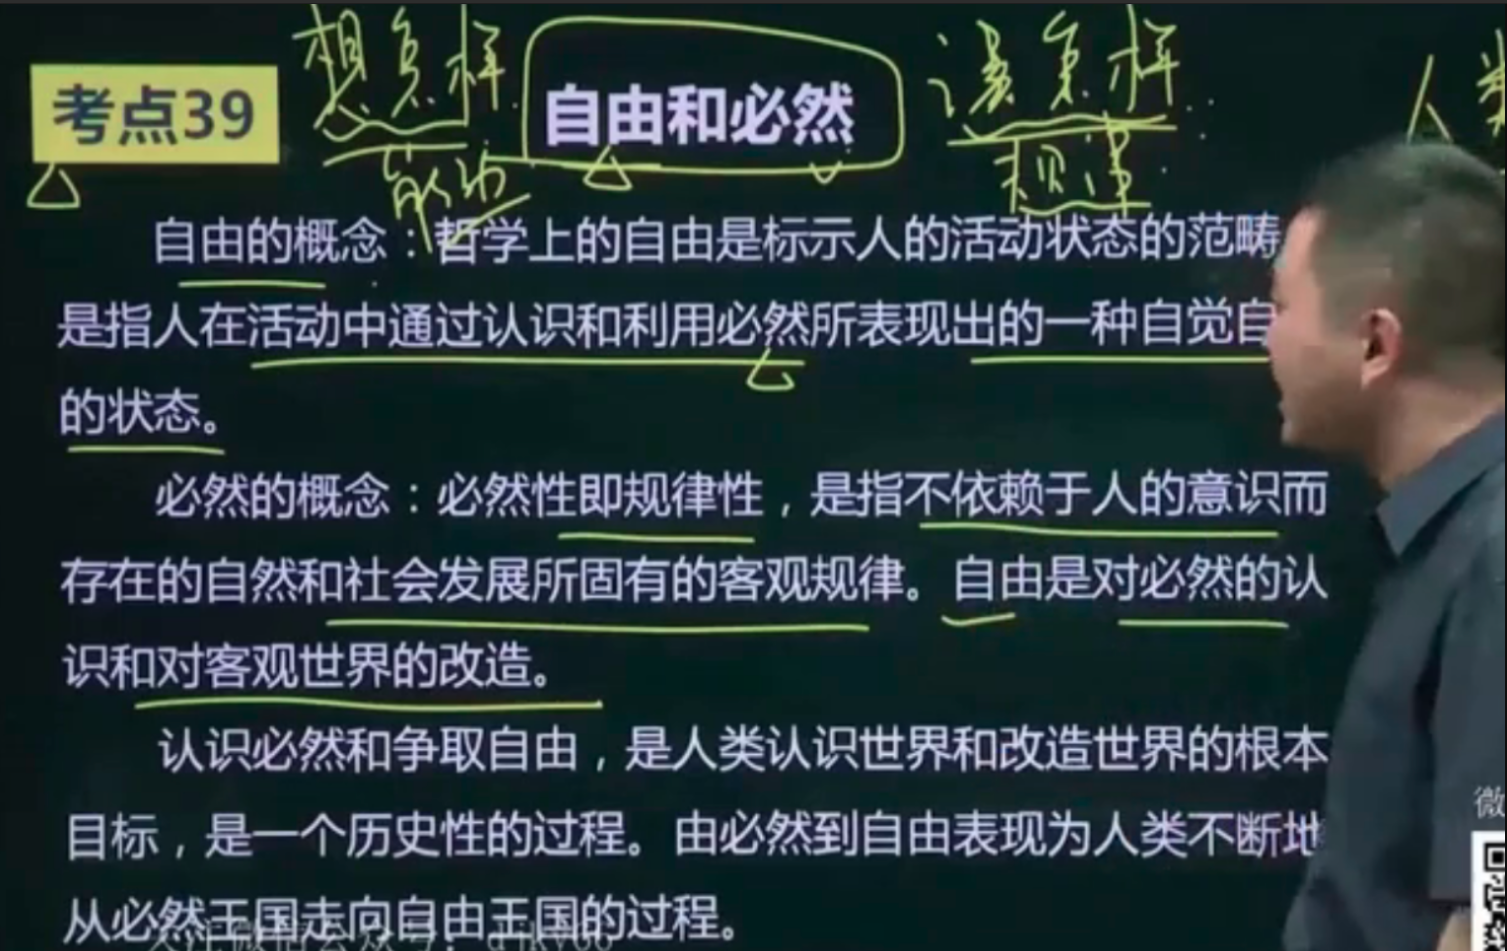 想怎样
该怎样
人类
考点39
自由和必然
能动
规律
自由的概念：哲学上的自由是标示人的活动状态的范畴
是指人在活动中通过认识和利用必然所表现出的一种自觉自
的状态。
必然的概念：必然性即规律性，是指不依赖于人的意识而
存在的自然和社会发展所固有的客观规律。自由是对必然的认
识和对客观世界的改造。
认识必然和争取自由，是人类认识世界和改造世界的根本
目标，是一个历史性的过程。由必然到自由表现为人类不断地
从必然王国走向自由王国的过程。
微